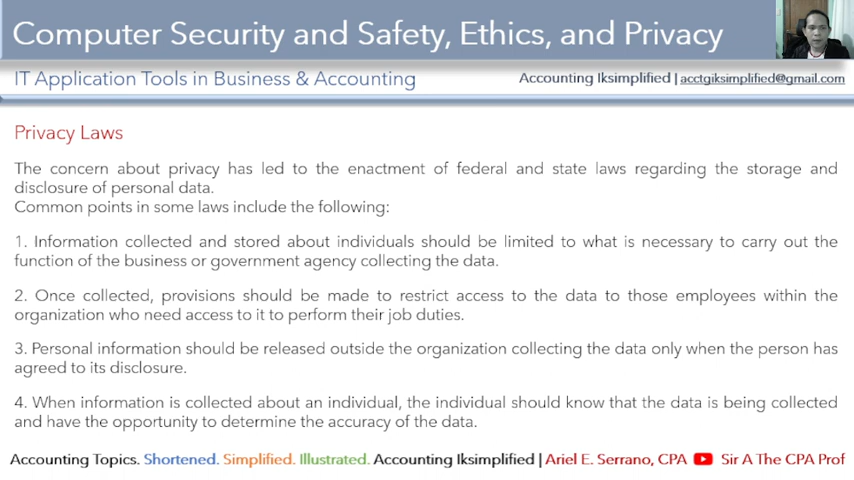 Computer Security and Safety, Ethics, and Privacy
IT Application Tools in Business & Accounting
Accounting Iksimplified | acctgiksimplified@gmail.com
Privacy Laws
The concern about privacy has led to the enactment of federal and state laws regarding the storage and
disclosure of personal data.
Common points in some laws include the following:
1. Information collected and stored about individuals should be limited to what is necessary to carry out the
function of the business or government agency collecting the data.
2. Once collected, provisions should be made to restrict access to the data to those employees within the
organization who need access to it to perform their job duties.
3. Personal information should be released outside the organization collecting the data only when the person has
agreed to its disclosure.
4. When information is collected about an individual, the individual should know that the data is being collected
and have the opportunity to determine the accuracy of the data.
Accounting Topics. Shortened. Simplified. Illustrated. Accounting Iksimplified | Ariel E. Serrano, CPA Sir A The CPA Prof